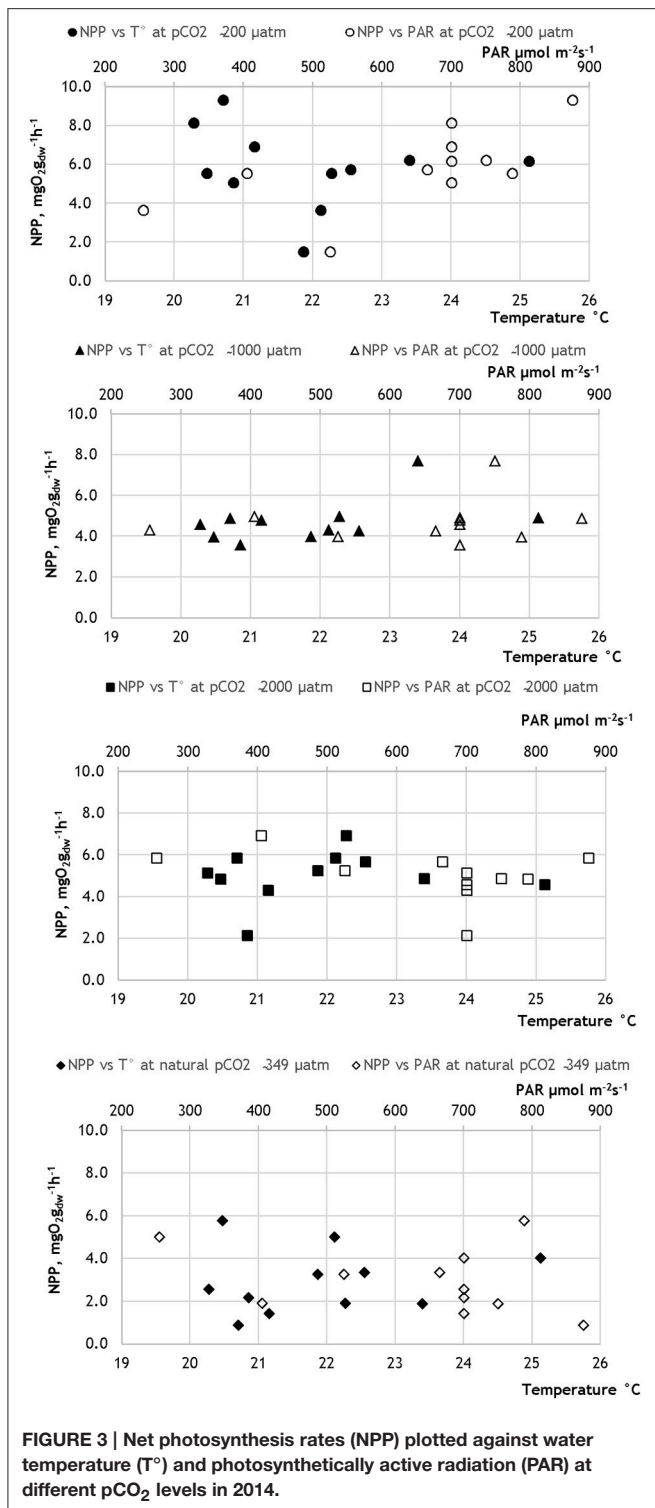 ● NPP vs T° at pCO2 ~200 µatm ○ NPP vs PAR at pCO2 ~200 µatm
PAR µmol m⁻²s⁻¹
200 300 400 500 600 700 800 900
10.0
8.0
6.0
4.0
2.0
0.0
NPP, mgO₂g_dw⁻¹h⁻¹
19 20 21 22 23 24 25 26
Temperature °C
▲ NPP vs T° at pCO2 ~1000 µatm △ NPP vs PAR at pCO2 ~1000 µatm
PAR µmol m⁻²s⁻¹
200 300 400 500 600 700 800 900
10.0
8.0
6.0
4.0
2.0
0.0
NPP, mgO₂g_dw⁻¹h⁻¹
19 20 21 22 23 24 25 26
Temperature °C
■ NPP vs T° at pCO2 ~2000 µatm □ NPP vs PAR at pCO2 ~2000 µatm
PAR µmol m⁻²s⁻¹
200 300 400 500 600 700 800 900
10.0
8.0
6.0
4.0
2.0
0.0
NPP, mgO₂g_dw⁻¹h⁻¹
19 20 21 22 23 24 25 26
Temperature °C
◆ NPP vs T° at natural pCO2 ~349 µatm ◇ NPP vs PAR at natural pCO2 ~349 µatm
PAR µmol m⁻²s⁻¹
200 300 400 500 600 700 800 900
10.0
8.0
6.0
4.0
2.0
0.0
NPP, mgO₂g_dw⁻¹h⁻¹
19 20 21 22 23 24 25 26
Temperature °C
FIGURE 3 | Net photosynthesis rates (NPP) plotted against water
temperature (T°) and photosynthetically active radiation (PAR) at
different pCO₂ levels in 2014.